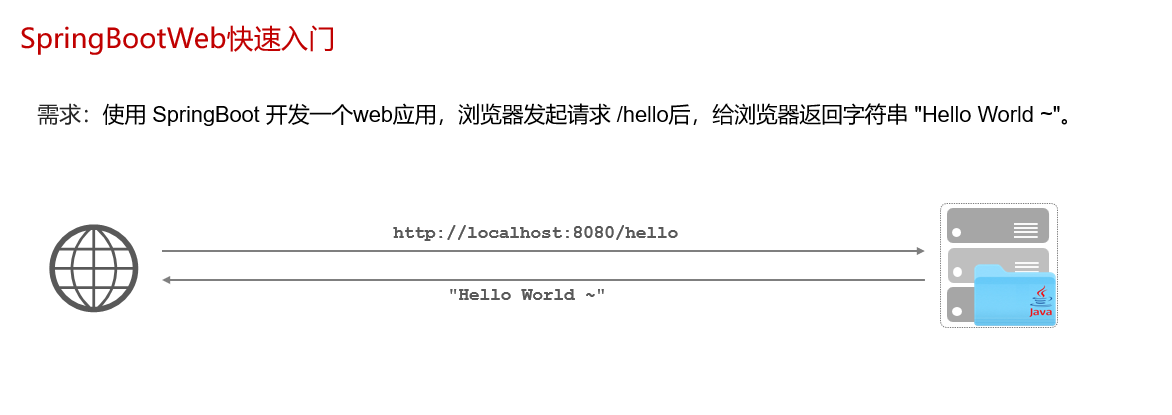 SpringBootWeb快速入门
需求：使用 SpringBoot 开发一个web应用，浏览器发起请求 /hello后，给浏览器返回字符串 "Hello World ~"。
http://localhost:8080/hello
"Hello World ~"
Java